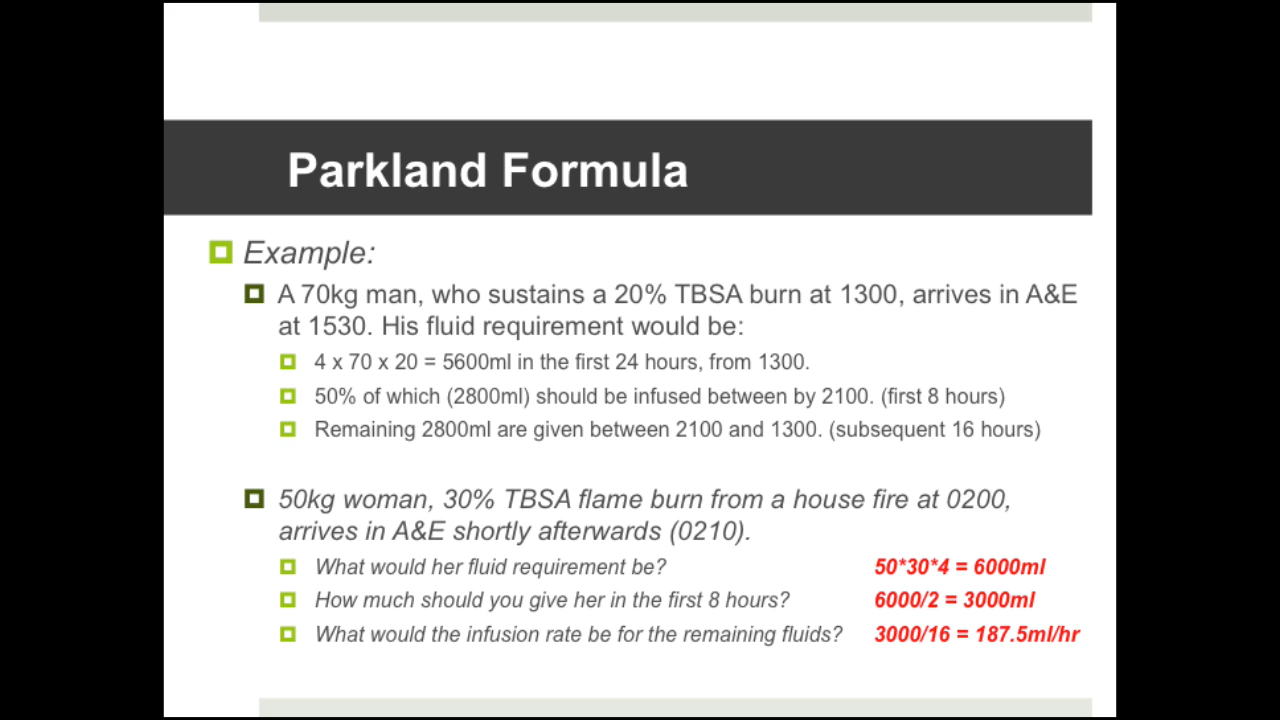 Parkland Formula
Example:
A 70kg man, who sustains a 20% TBSA burn at 1300, arrives in A&E
at 1530. His fluid requirement would be:
4 x 70 x 20 = 5600ml in the first 24 hours, from 1300.
50% of which (2800ml) should be infused between by 2100. (first 8 hours)
Remaining 2800ml are given between 2100 and 1300. (subsequent 16 hours)
50kg woman, 30% TBSA flame burn from a house fire at 0200,
arrives in A&E shortly afterwards (0210).
What would her fluid requirement be? 50*30*4 = 6000ml
How much should you give her in the first 8 hours? 6000/2 = 3000ml
What would the infusion rate be for the remaining fluids? 3000/16 = 187.5ml/hr